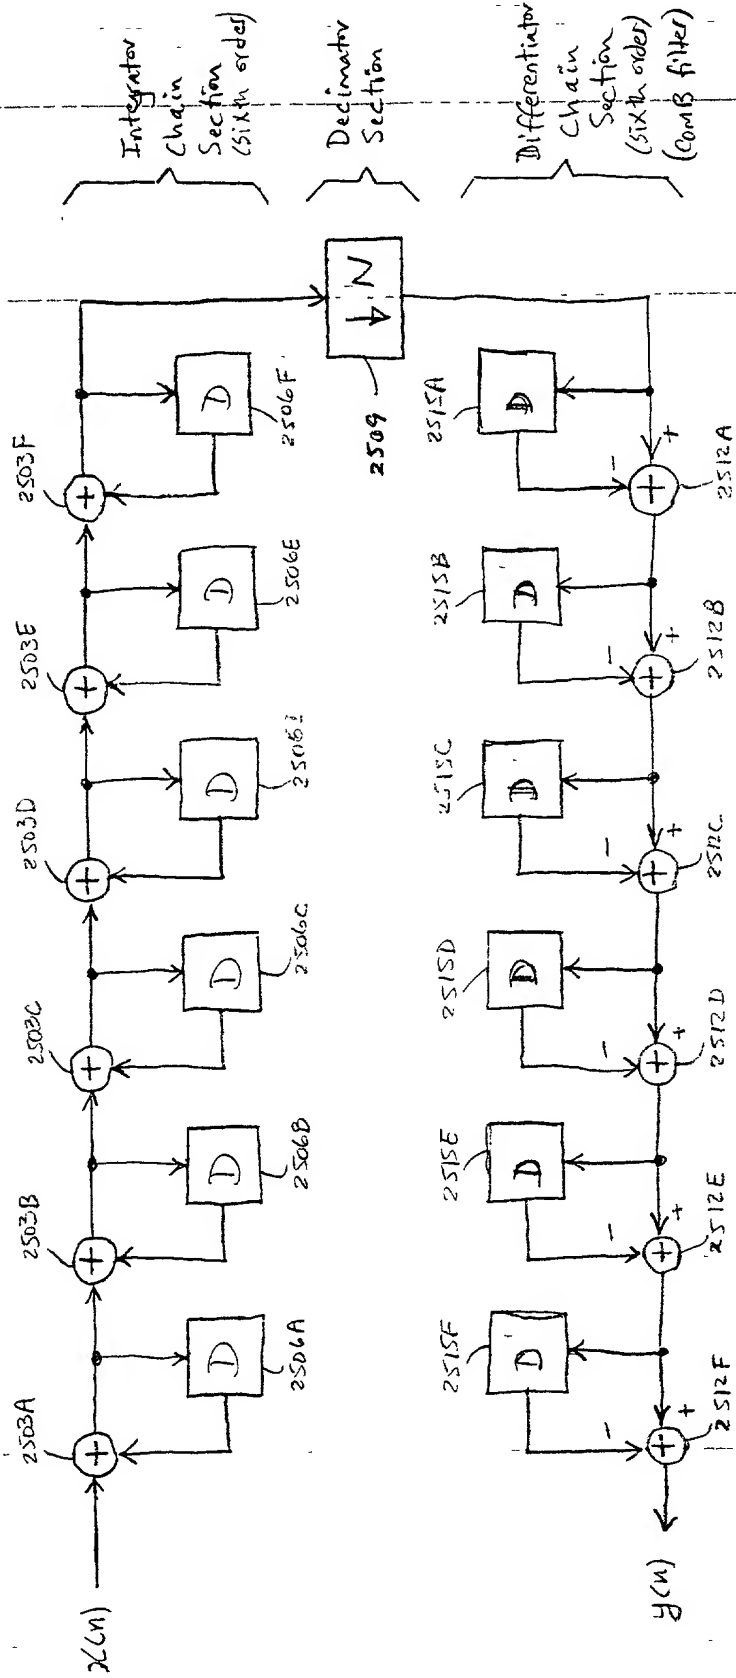 x(n)
2503A
2503B
2503C
2503D
2503E
2503F
+
+
+
+
+
+
D
D
D
D
D
D
2506A
2506B
2506C
2506E
2506F
Integrator
Chain
Section
(sixth order)
↓ N
2509
Decimator
Section
2515F
2515E
2515D
2515C
2515B
2515A
D
D
D
D
D
D
-
-
-
-
-
-
+
+
+
+
+
+
+
+
+
+
+
+
2512F
2512E
2512D
2512C
2512B
2512A
y(n)
Differentiator
Chain
Section
(sixth order)
(COMB filter)